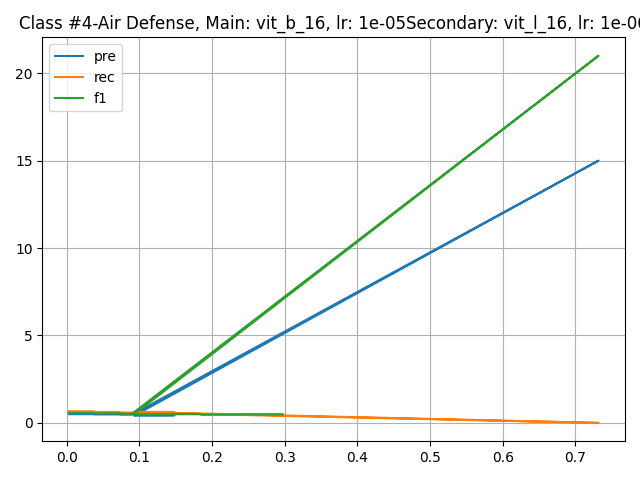 Class #4-Air Defense, Main: vit_b_16, lr: 1e-05Secondary: vit_l_16, lr: 1e-06
pre
rec
f1
20
15
10
5
0
0.0 0.1 0.2 0.3 0.4 0.5 0.6 0.7